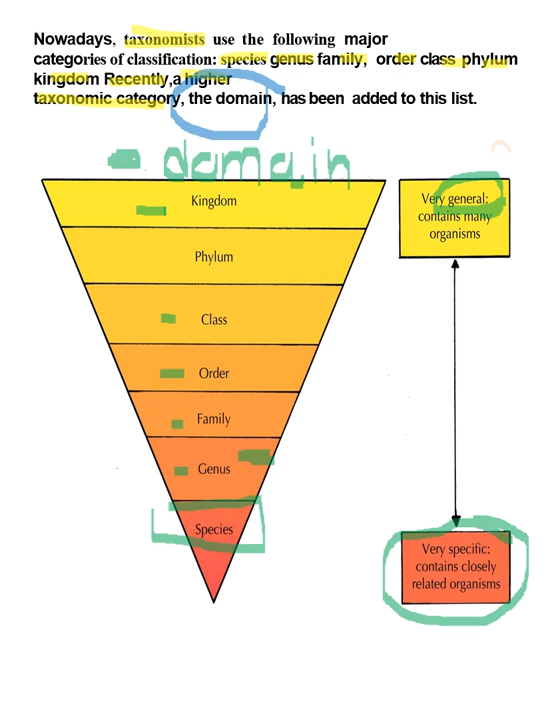 Nowadays, taxonomists use the following major
categories of classification: species genus family, order class phylum
kingdom Recently,a higher
taxonomic category, the domain, has been added to this list.
domain
Kingdom
Phylum
Class
Order
Family
Genus
Species
Very general:
contains many
organisms
Very specific:
contains closely
related organisms